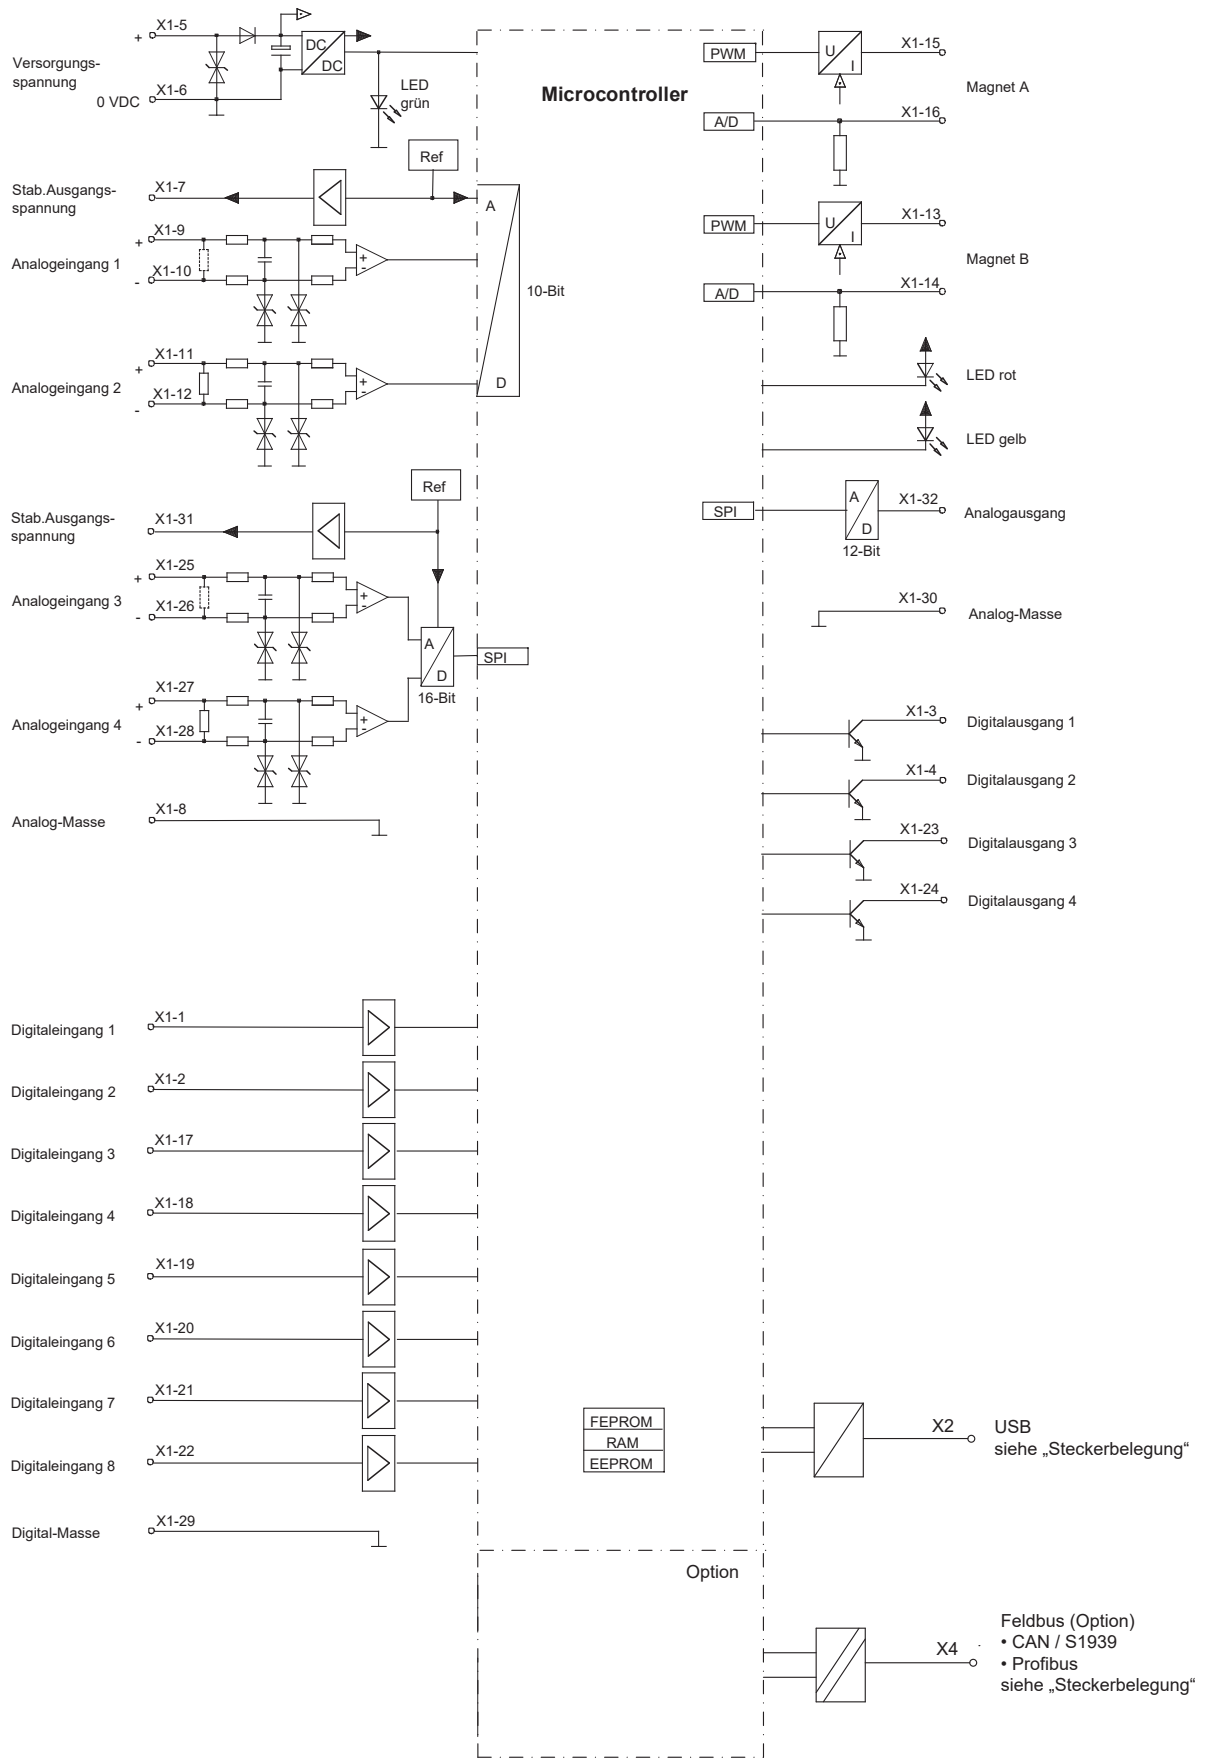 X1-5
+
Versorgungs-
spannung
X1-6
0 VDC
DC
DC
LED
grün
Ref
Stab.Ausgangs-
spannung
X1-7
X1-9
+
Analogeingang 1
X1-10
-
+
-
A
10-Bit
D
X1-11
+
Analogeingang 2
X1-12
-
+
-
Ref
Stab.Ausgangs-
spannung
X1-31
X1-25
+
Analogeingang 3
X1-26
-
+
-
A
D
16-Bit
SPI
X1-27
+
Analogeingang 4
X1-28
-
+
-
X1-8
Analog-Masse
X1-1
Digitaleingang 1
X1-2
Digitaleingang 2
X1-17
Digitaleingang 3
X1-18
Digitaleingang 4
X1-19
Digitaleingang 5
X1-20
Digitaleingang 6
X1-21
Digitaleingang 7
X1-22
Digitaleingang 8
X1-29
Digital-Masse
Microcontroller
FEPROM
RAM
EEPROM
Option
PWM
U
I
X1-15
Magnet A
A/D
X1-16
PWM
U
I
X1-13
Magnet B
A/D
X1-14
LED rot
LED gelb
SPI
A
D
12-Bit
X1-32
Analogausgang
X1-30
Analog-Masse
X1-3
Digitalausgang 1
X1-4
Digitalausgang 2
X1-23
Digitalausgang 3
X1-24
Digitalausgang 4
X2
USB
siehe „Steckerbelegung“
X4
Feldbus (Option)
• CAN / S1939
• Profibus
siehe „Steckerbelegung“